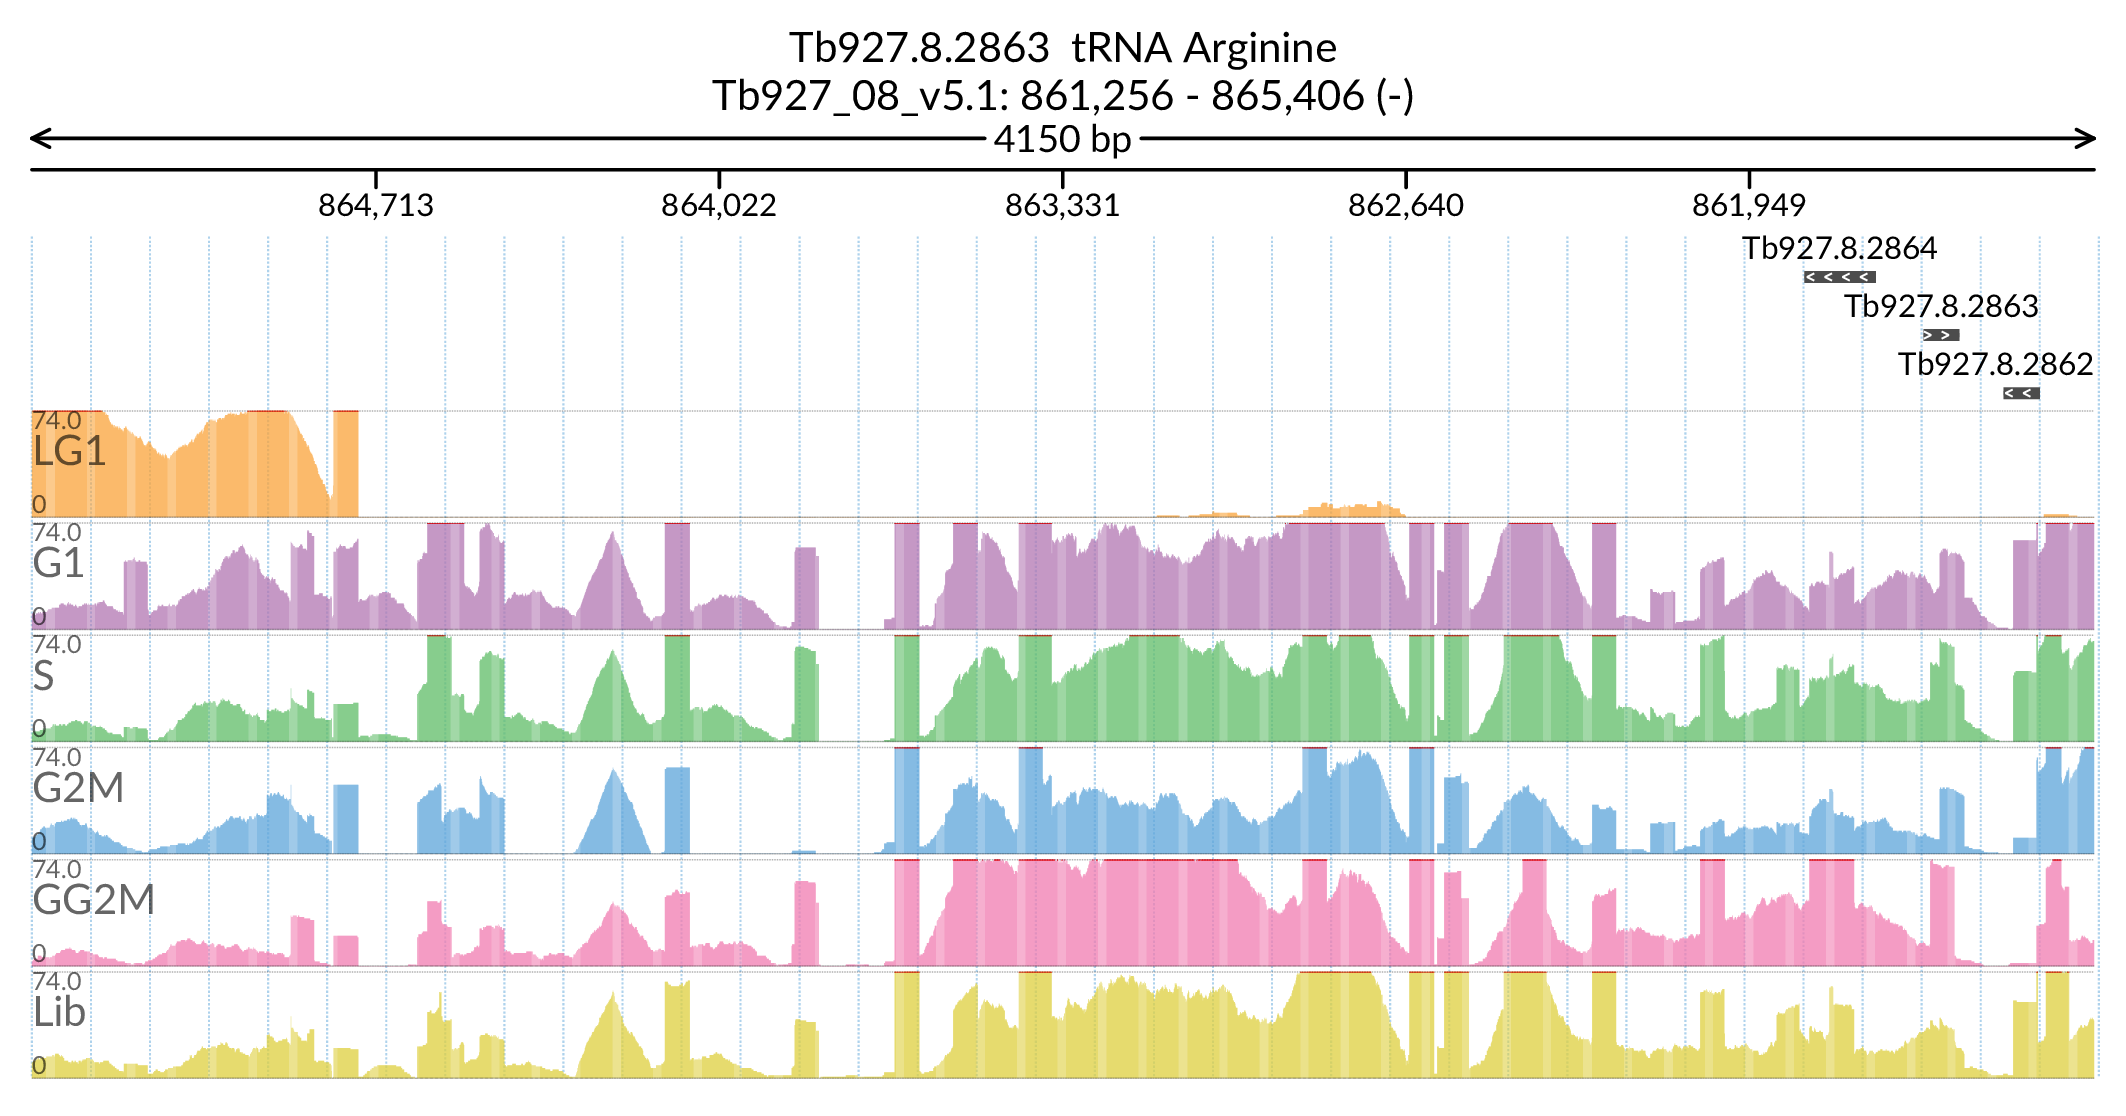 Tb927.8.2863 tRNA Arginine
Tb927_08_v5.1: 861,256 - 865,406 (-)
4150 bp
864,713 864,022 863,331 862,640 861,949
Tb927.8.2864
Tb927.8.2863
Tb927.8.2862
74.0
LG1
0
74.0
G1
0
74.0
S
0
74.0
G2M
0
74.0
GG2M
0
74.0
Lib
0